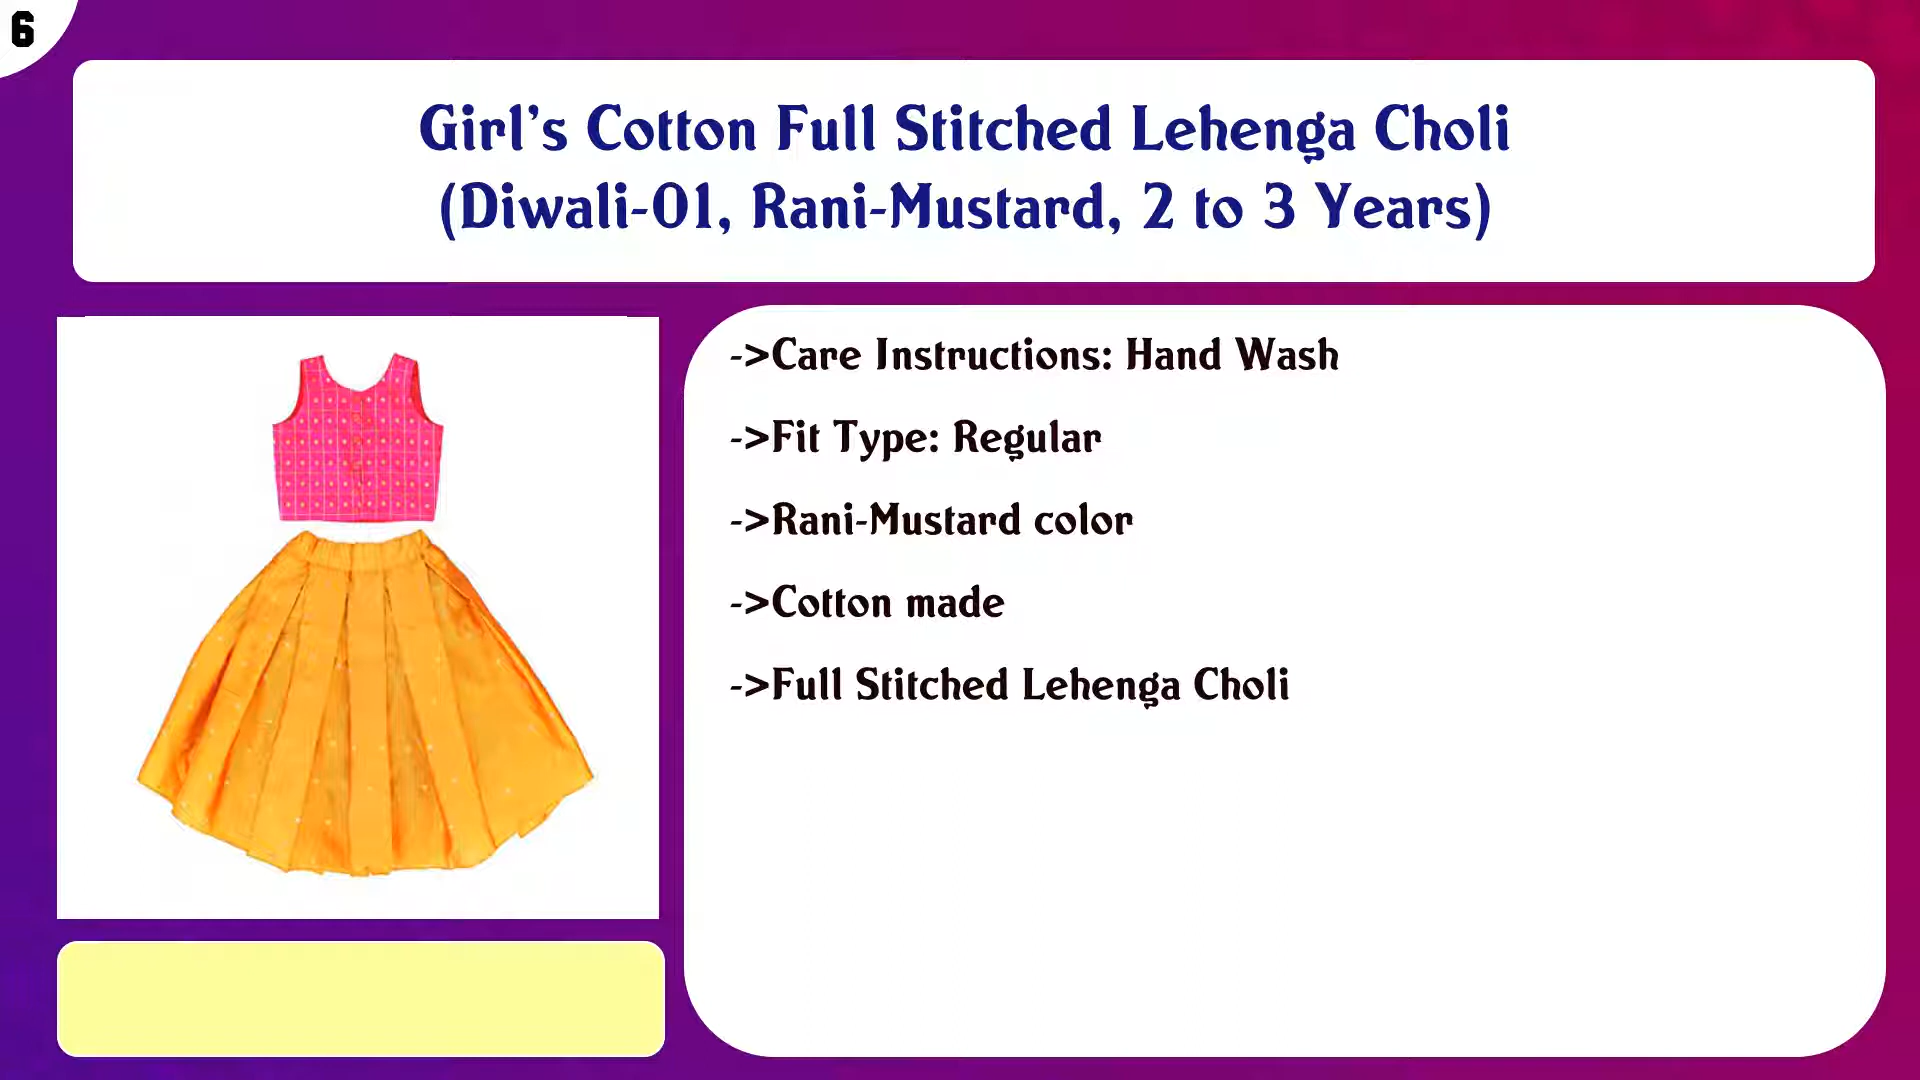 6
Girl's Cotton Full Stitched Lehenga Choli
(Diwali-01, Rani-Mustard, 2 to 3 Years)
->Care Instructions: Hand Wash
->Fit Type: Regular
->Rani-Mustard color
->Cotton made
->Full Stitched Lehenga Choli